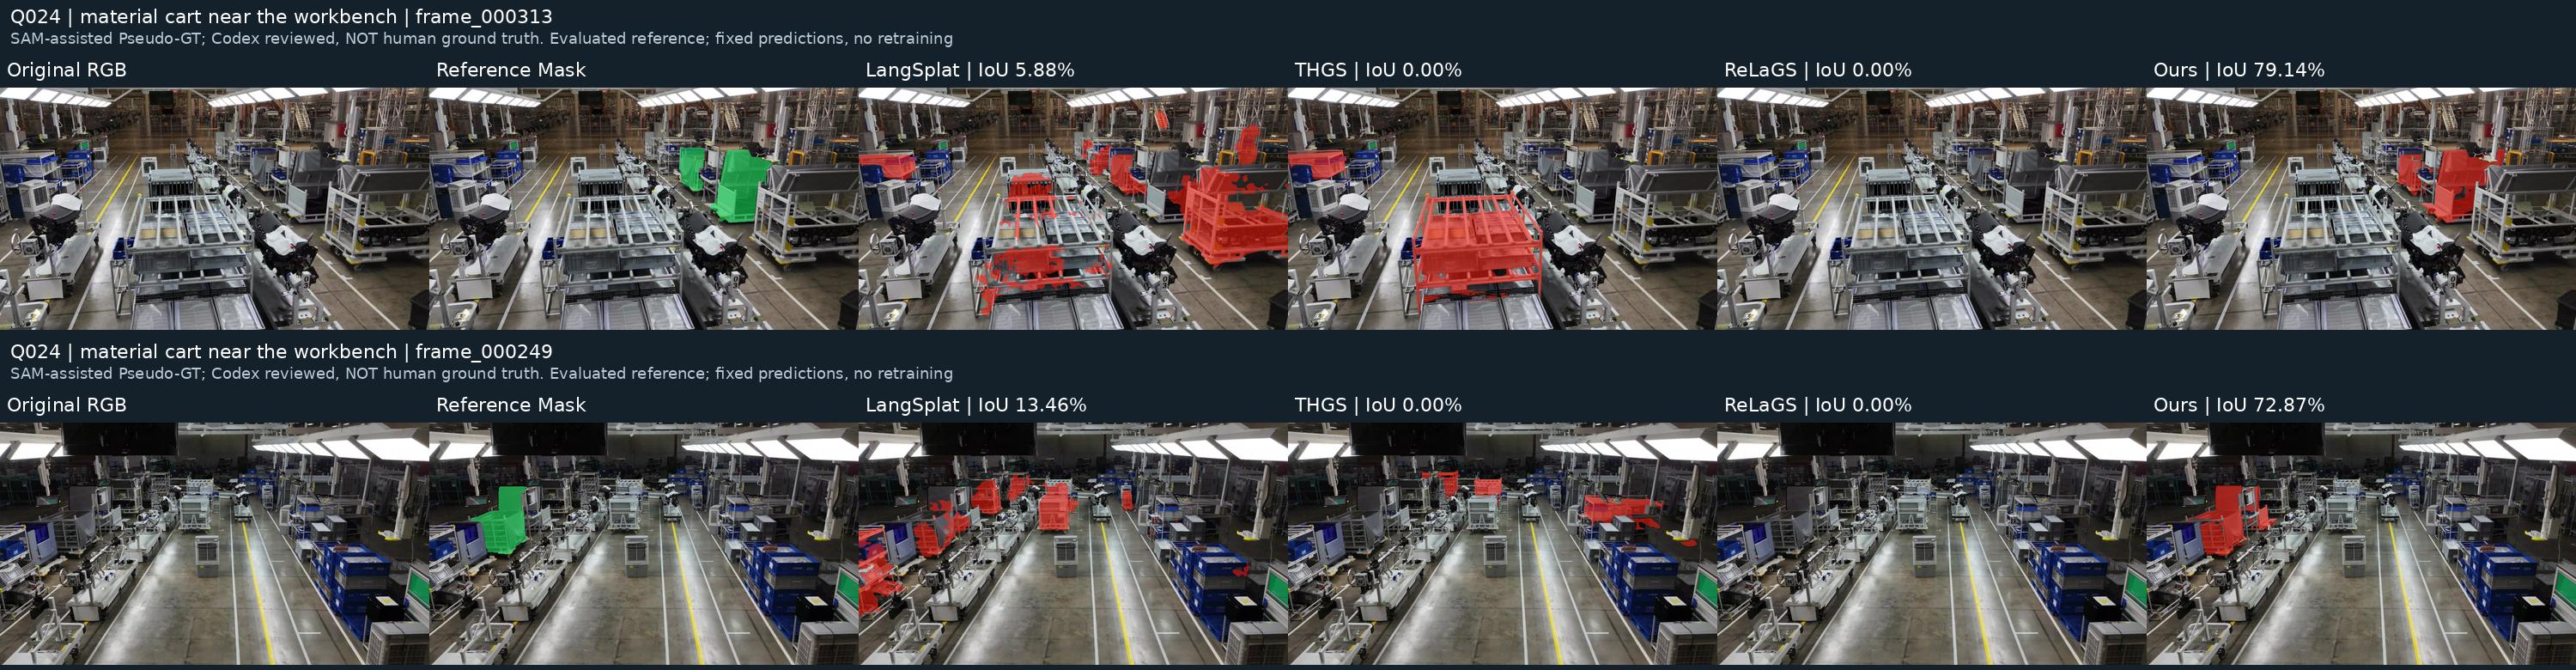 Q024 | material cart near the workbench | frame_000313
SAM-assisted Pseudo-GT; Codex reviewed, NOT human ground truth. Evaluated reference; fixed predictions, no retraining
Original RGB
Reference Mask
LangSplat | IoU 5.88%
THGS | IoU 0.00%
ReLaGS | IoU 0.00%
Ours | IoU 79.14%
Q024 | material cart near the workbench | frame_000249
SAM-assisted Pseudo-GT; Codex reviewed, NOT human ground truth. Evaluated reference; fixed predictions, no retraining
Original RGB
Reference Mask
LangSplat | IoU 13.46%
THGS | IoU 0.00%
ReLaGS | IoU 0.00%
Ours | IoU 72.87%